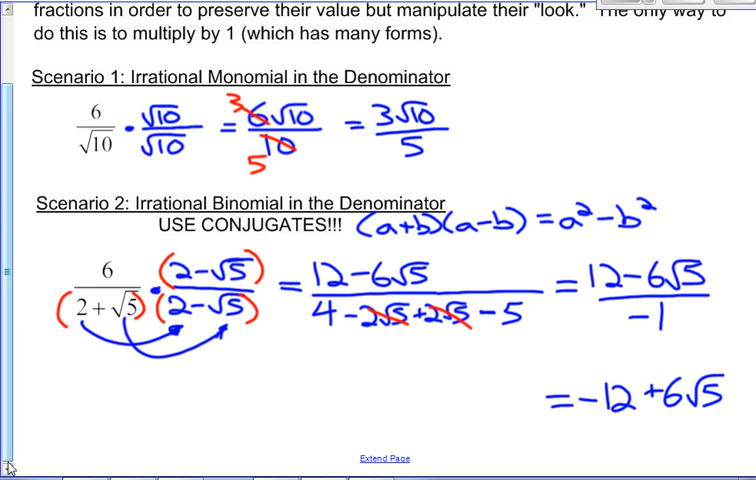 fractions in order to preserve their value but manipulate their "look." The only way to
do this is to multiply by 1 (which has many forms).
Scenario 1: Irrational Monomial in the Denominator
6/√10 · √10/√10 = 6√10/10 3 5 = 3√10/5
Scenario 2: Irrational Binomial in the Denominator
USE CONJUGATES!!! (a+b)(a-b) = a²-b²
6/(2+√5) · (2-√5)/(2-√5) = 12-6√5/4-2√5+2√5-5 = 12-6√5/-1
=-12+6√5
Extend Page